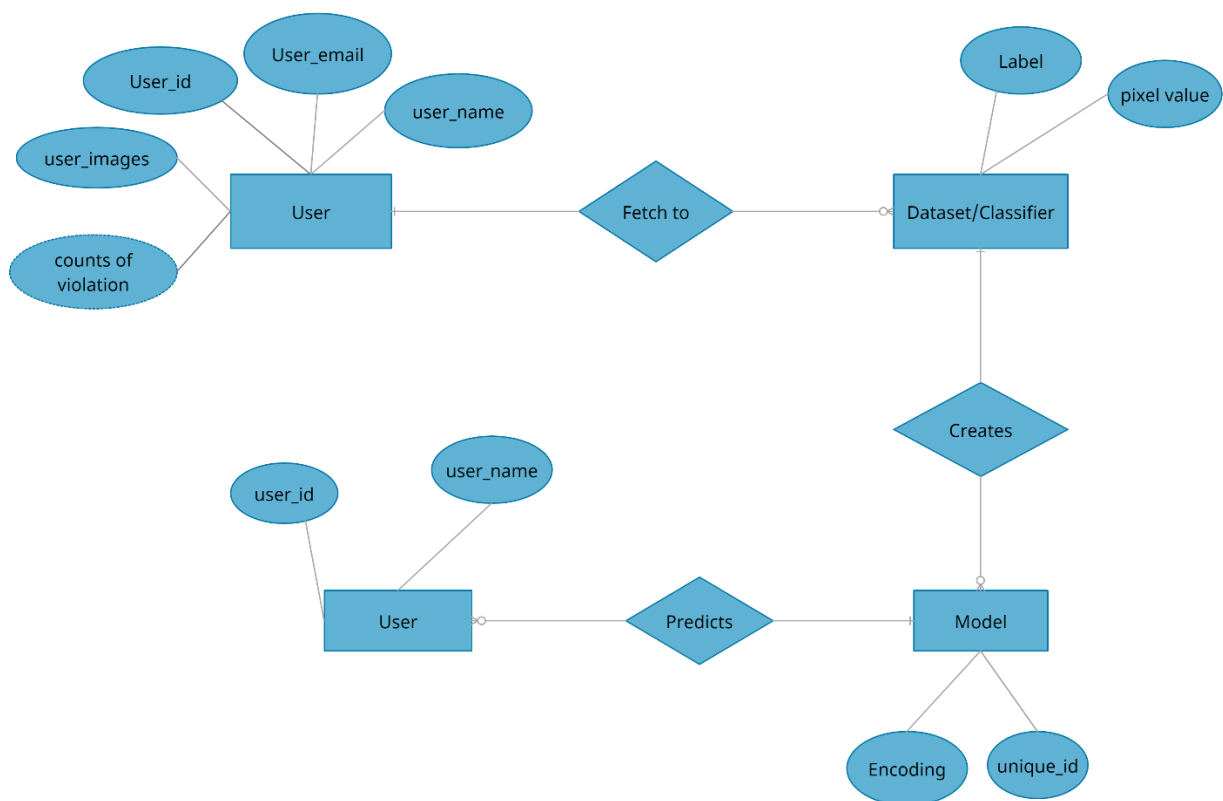 User_email
Label
User_id
pixel value
user_name
user_images
User
Fetch to
Dataset/Classifier
counts of
violation
Creates
user_name
user_id
User
Predicts
Model
Encoding
unique_id